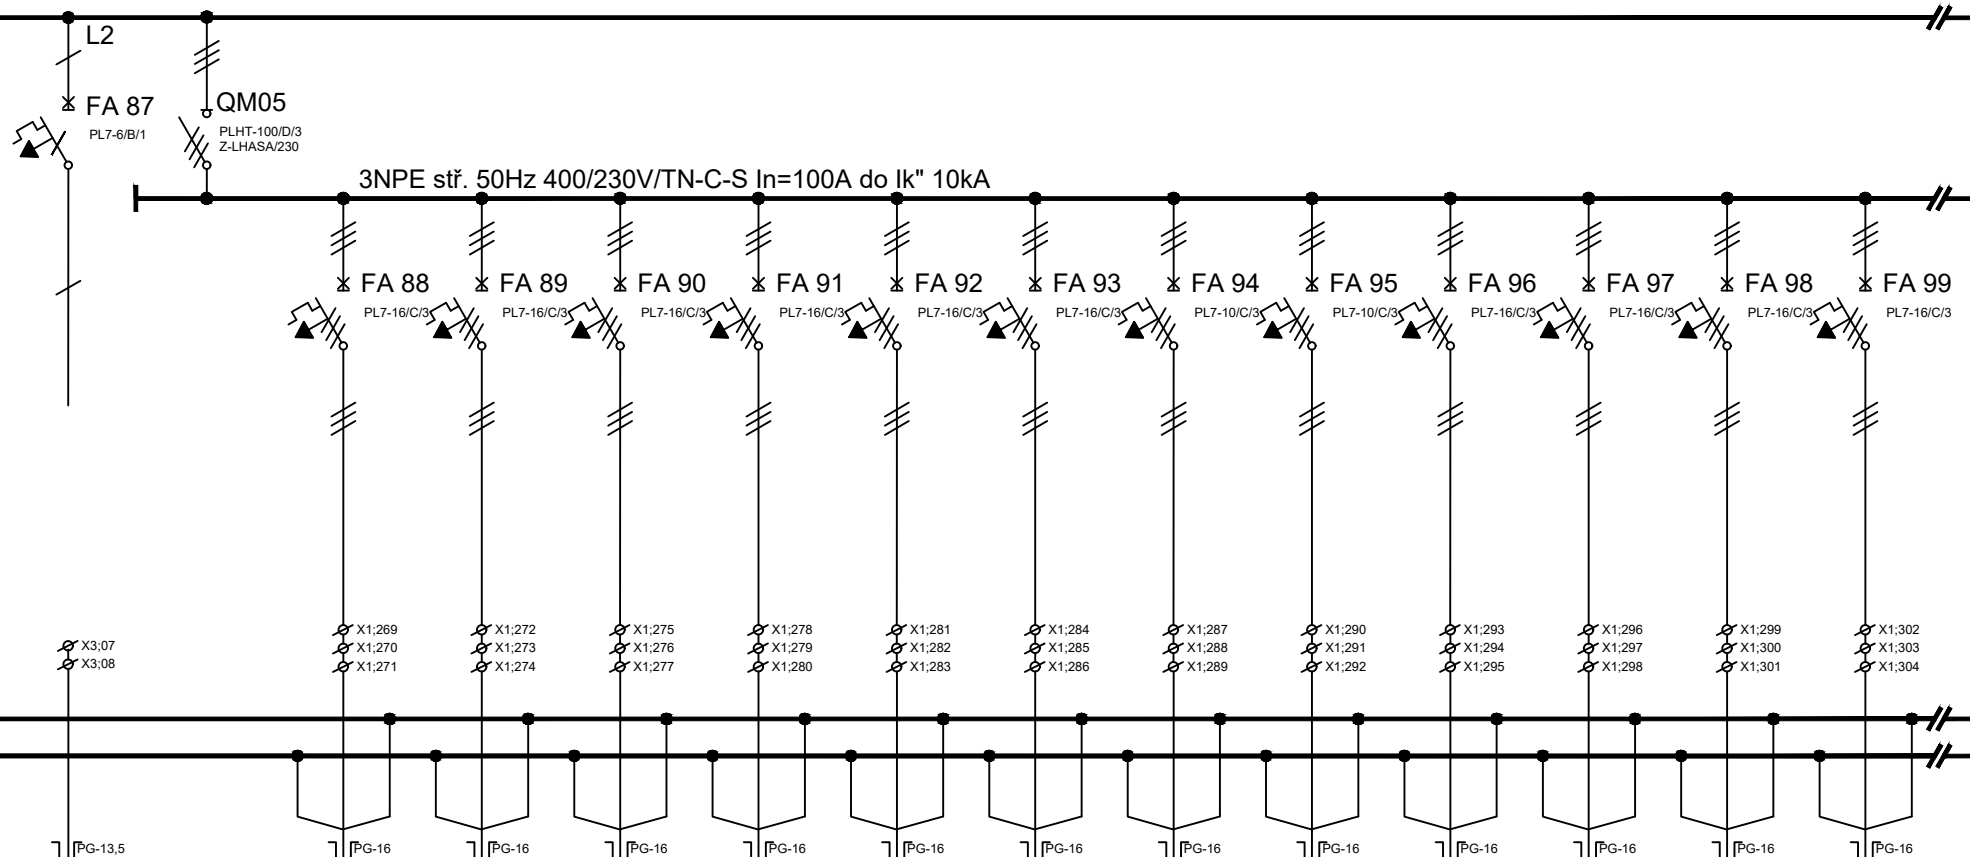 L2
FA 87
PL7-6/B/1
QM05
PLHT-100/D/3
Z-LHASA/230
3NPE stř. 50Hz 400/230V/TN-C-S In=100A do Ik" 10kA
FA 88
PL7-16/C/3
FA 89
PL7-16/C/3
FA 90
PL7-16/C/3
FA 91
PL7-16/C/3
FA 92
PL7-16/C/3
FA 93
PL7-16/C/3
FA 94
PL7-10/C/3
FA 95
PL7-10/C/3
FA 96
PL7-16/C/3
FA 97
PL7-16/C/3
FA 98
PL7-16/C/3
FA 99
PL7-16/C/3
X3;07
X3;08
X1;269
X1;270
X1;271
X1;272
X1;273
X1;274
X1;275
X1;276
X1;277
X1;278
X1;279
X1;280
X1;281
X1;282
X1;283
X1;284
X1;285
X1;286
X1;287
X1;288
X1;289
X1;290
X1;291
X1;292
X1;293
X1;294
X1;295
X1;296
X1;297
X1;298
X1;299
X1;300
X1;301
X1;302
X1;303
X1;304
PG-13,5
PG-16
PG-16
PG-16
PG-16
PG-16
PG-16
PG-16
PG-16
PG-16
PG-16
PG-16
PG-16